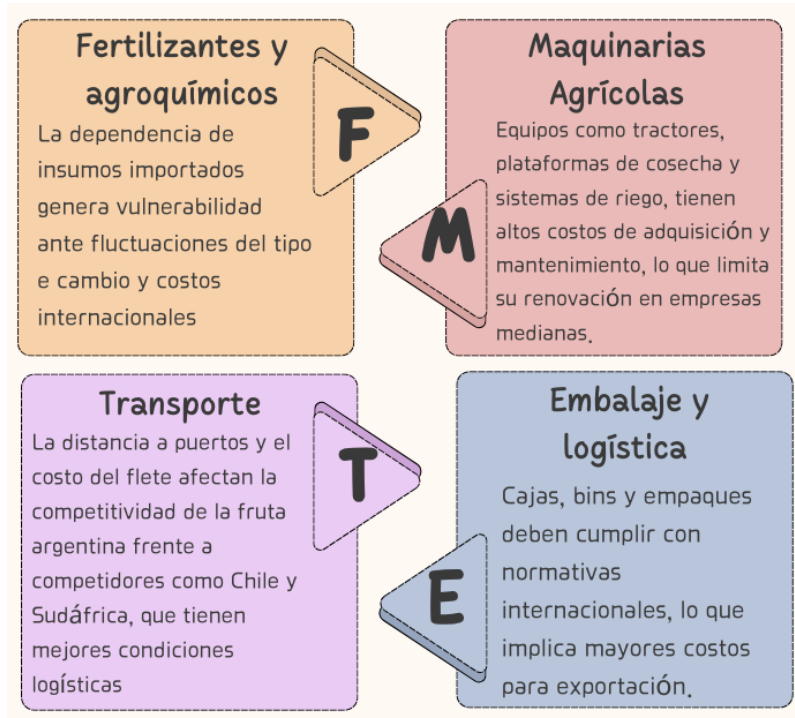 Fertilizantes y
agroquímicos
La dependencia de
insumos importados
genera vulnerabilidad
ante fluctuaciones del tipo
e cambio y costos
internacionales
F
Maquinarias
Agrícolas
Equipos como tractores,
plataformas de cosecha y
sistemas de riego, tienen
altos costos de adquisición y
mantenimiento, lo que limita
su renovación en empresas
medianas.
M
Transporte
La distancia a puertos y el
costo del flete afectan la
competitividad de la fruta
argentina frente a
competidores como Chile y
Sudáfrica, que tienen
mejores condiciones
logísticas
T
Embalaje y
logística
Cajas, bins y empaques
deben cumplir con
normativas
internacionales, lo que
implica mayores costos
para exportación.
E